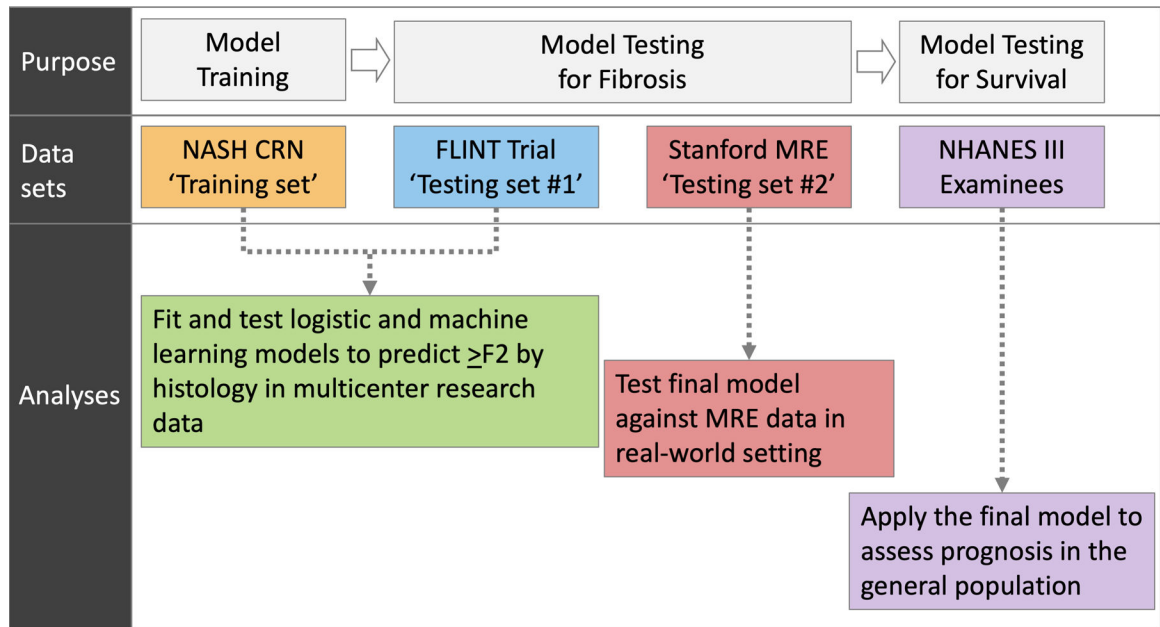 Purpose
Model
Training
Model Testing
for Fibrosis
Model Testing
for Survival
Data
sets
NASH CRN
‘Training set’
FLINT Trial
‘Testing set #1’
Stanford MRE
‘Testing set #2’
NHANES III
Examinees
Analyses
Fit and test logistic and machine
learning models to predict ≥F2 by
histology in multicenter research
data
Test final model
against MRE data in
real-world setting
Apply the final model to
assess prognosis in the
general population